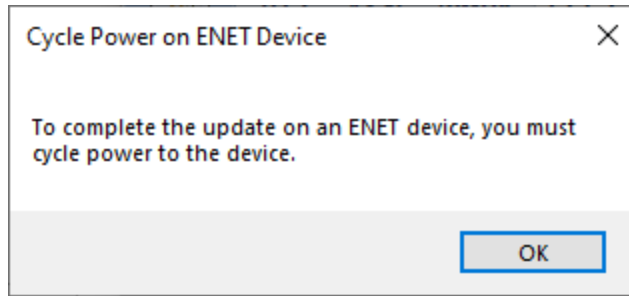 Cycle Power on ENET Device
To complete the update on an ENET device, you must
cycle power to the device.
OK